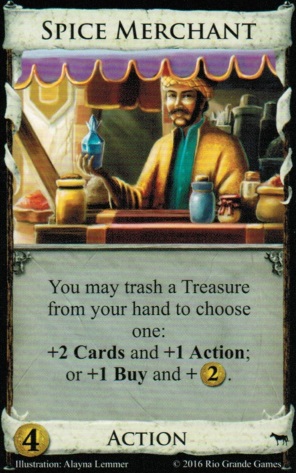 SPICE MERCHANT
You may trash a Treasure
from your hand to choose
one:
+2 Cards and +1 Action;
or +1 Buy and + 2.
4
ACTION
Illustration: Alayna Lemmer © 2016 Rio Grande Games